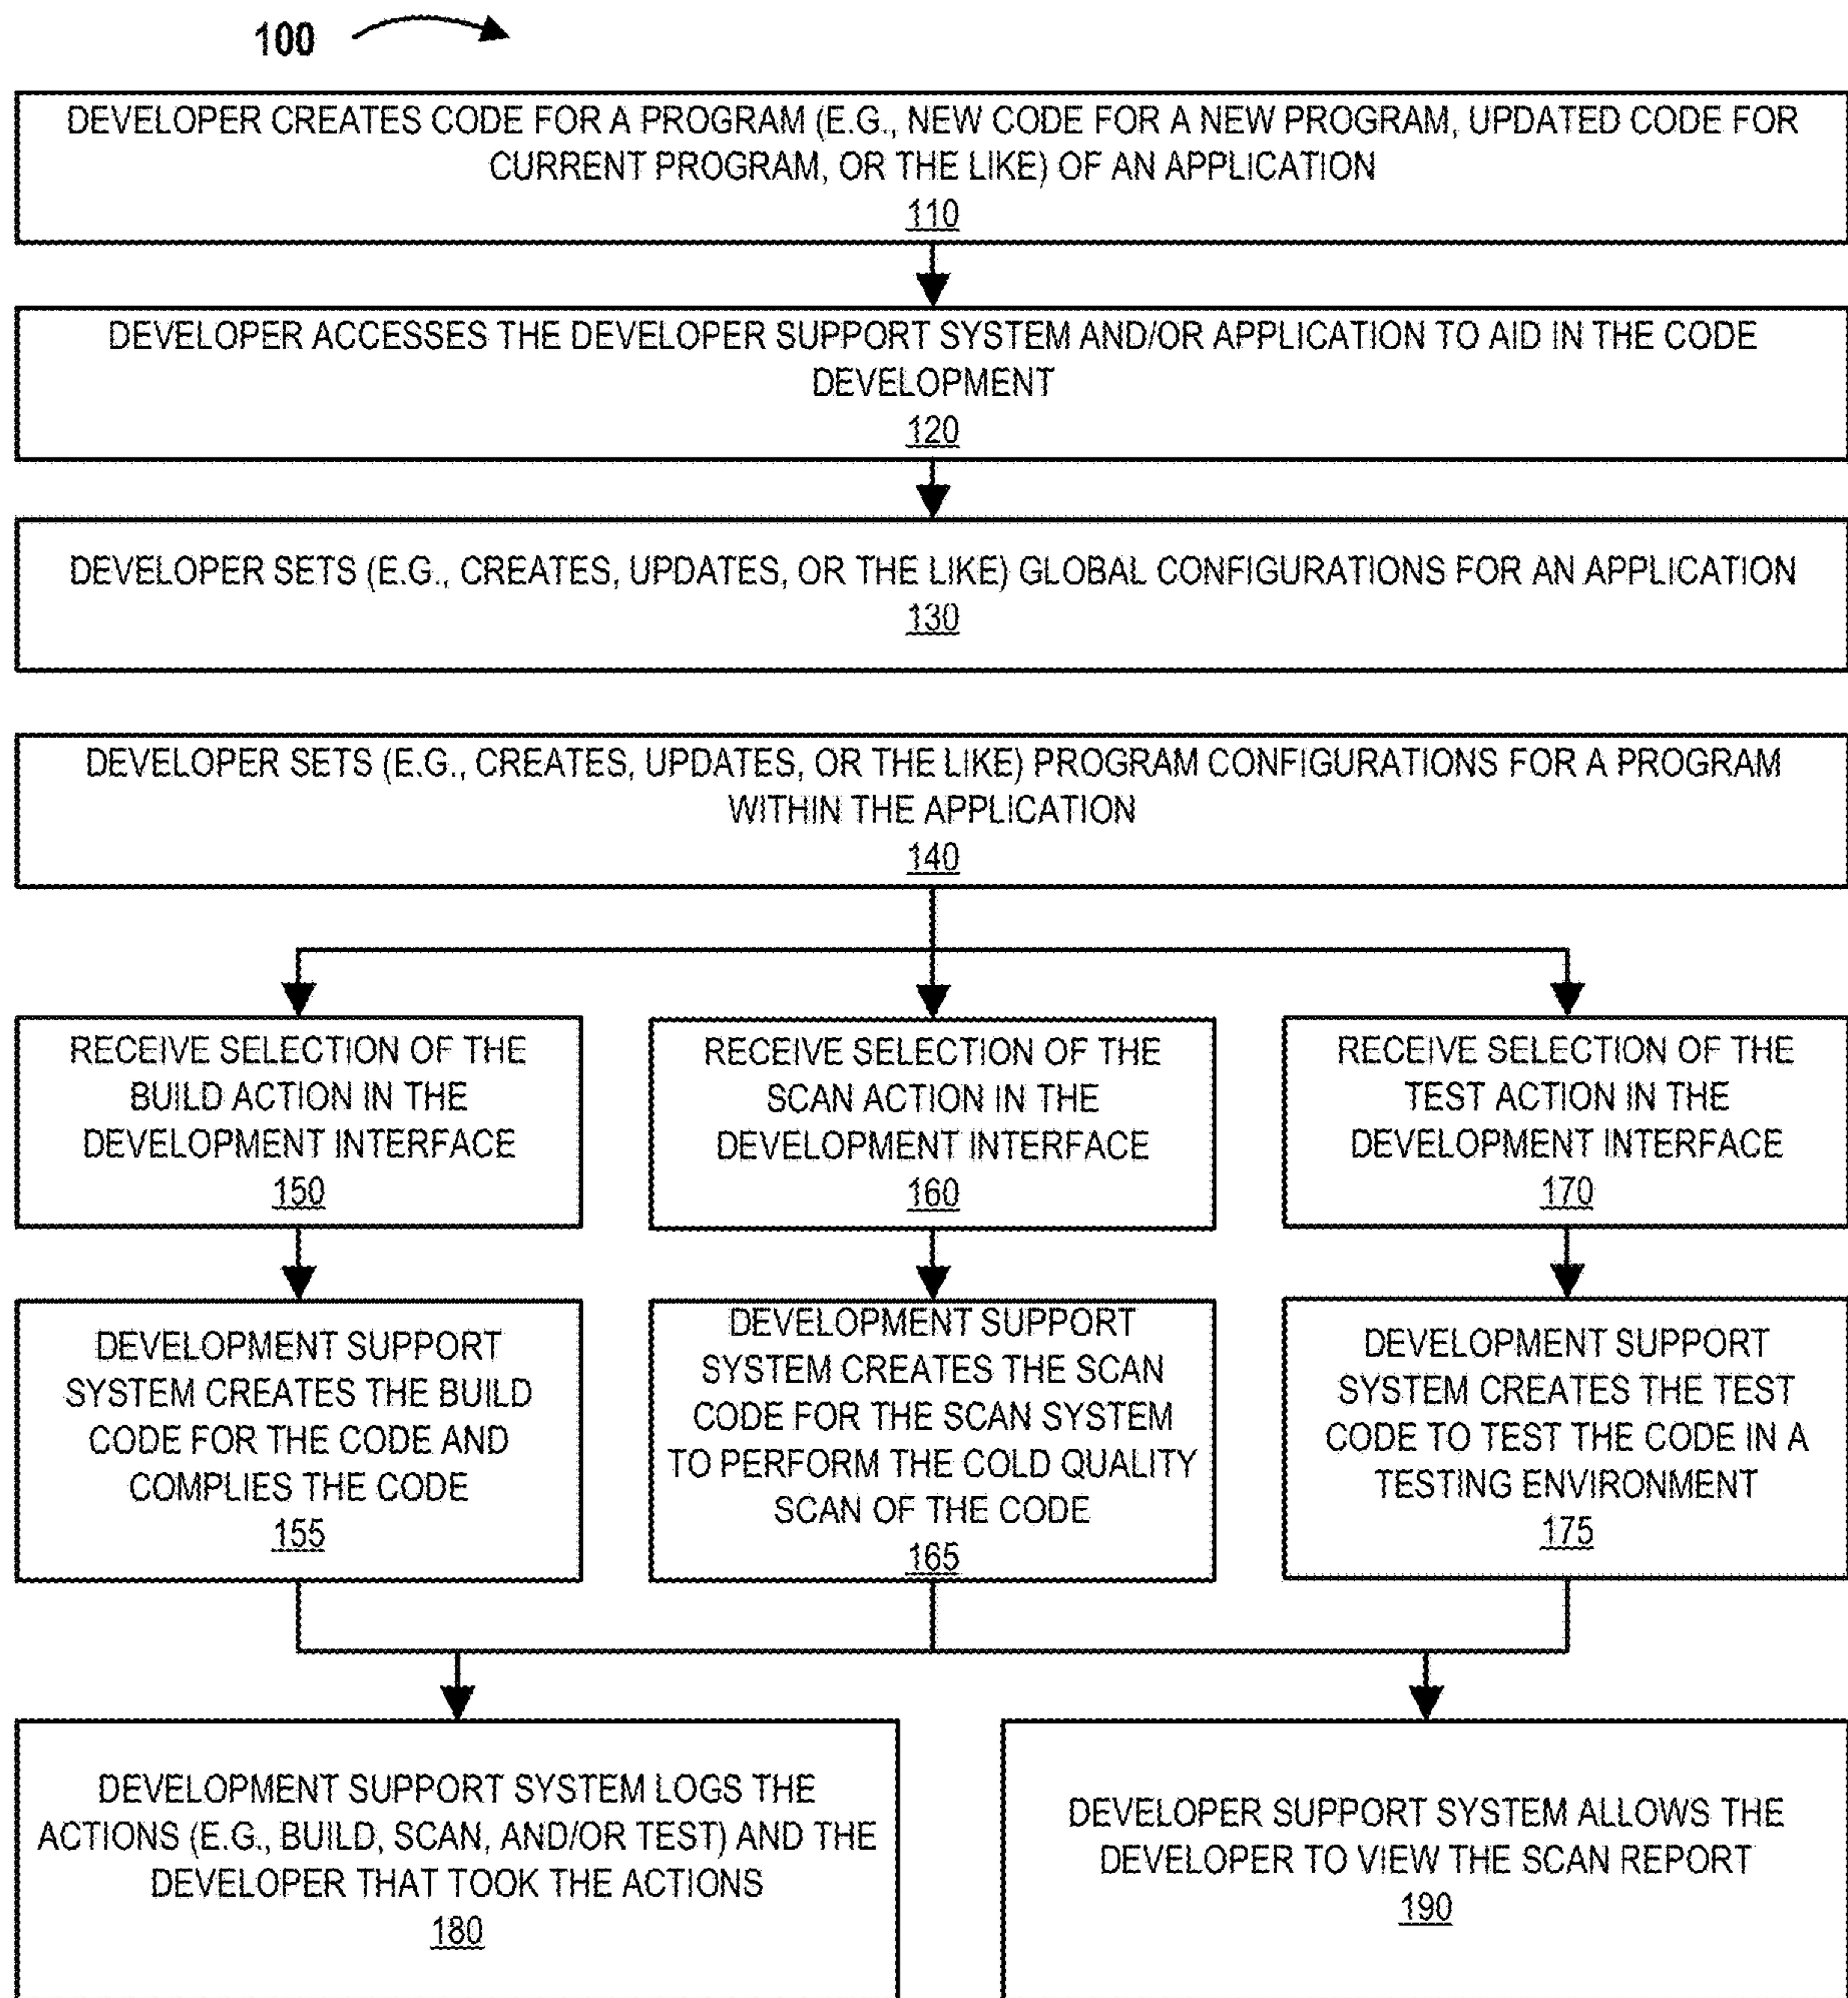 100
DEVELOPER CREATES CODE FOR A PROGRAM (E.G., NEW CODE FOR A NEW PROGRAM, UPDATED CODE FOR
CURRENT PROGRAM, OR THE LIKE) OF AN APPLICATION
110
DEVELOPER ACCESSES THE DEVELOPER SUPPORT SYSTEM AND/OR APPLICATION TO AID IN THE CODE
DEVELOPMENT
120
DEVELOPER SETS (E.G., CREATES, UPDATES, OR THE LIKE) GLOBAL CONFIGURATIONS FOR AN APPLICATION
130
DEVELOPER SETS (E.G., CREATES, UPDATES, OR THE LIKE) PROGRAM CONFIGURATIONS FOR A PROGRAM
WITHIN THE APPLICATION
140
RECEIVE SELECTION OF THE
BUILD ACTION IN THE
DEVELOPMENT INTERFACE
150
RECEIVE SELECTION OF THE
SCAN ACTION IN THE
DEVELOPMENT INTERFACE
160
RECEIVE SELECTION OF THE
TEST ACTION IN THE
DEVELOPMENT INTERFACE
170
DEVELOPMENT SUPPORT
SYSTEM CREATES THE BUILD
CODE FOR THE CODE AND
COMPLIES THE CODE
155
DEVELOPMENT SUPPORT
SYSTEM CREATES THE SCAN
CODE FOR THE SCAN SYSTEM
TO PERFORM THE COLD QUALITY
SCAN OF THE CODE
165
DEVELOPMENT SUPPORT
SYSTEM CREATES THE TEST
CODE TO TEST THE CODE IN A
TESTING ENVIRONMENT
175
DEVELOPMENT SUPPORT SYSTEM LOGS THE
ACTIONS (E.G., BUILD, SCAN, AND/OR TEST) AND THE
DEVELOPER THAT TOOK THE ACTIONS
180
DEVELOPER SUPPORT SYSTEM ALLOWS THE
DEVELOPER TO VIEW THE SCAN REPORT
190